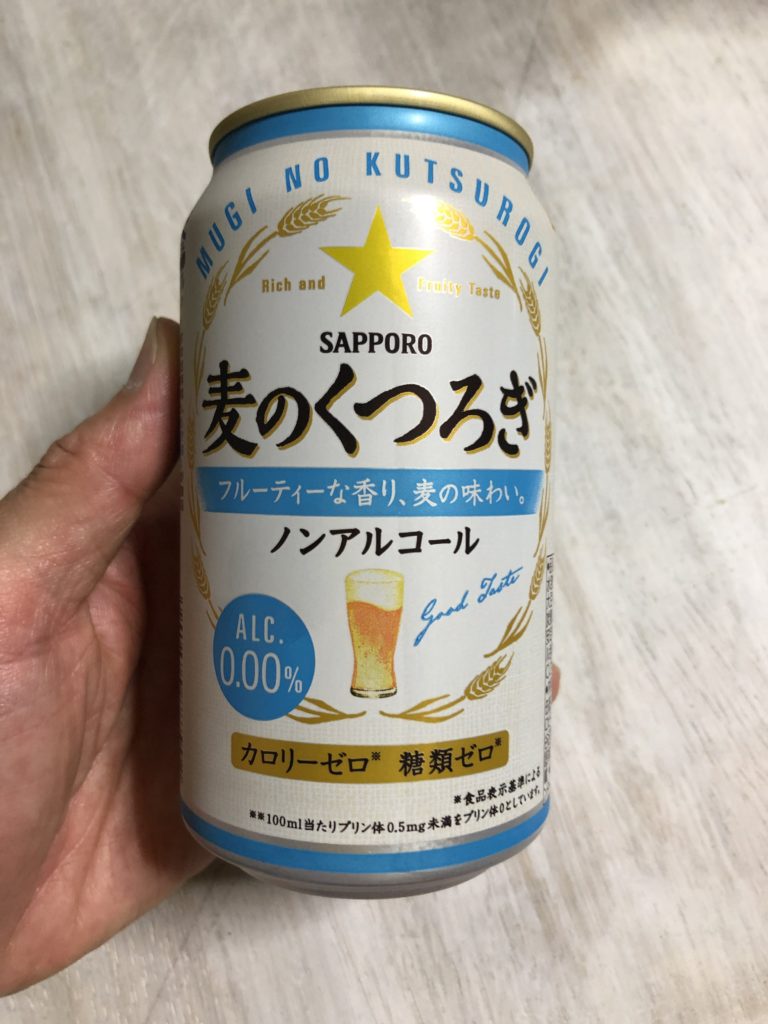 MUGI NO KUTSUROGI
Rich and Fruity Taste
SAPPORO
麦のくつろぎ
フルーティーな香り、麦の味わい。
ノンアルコール
Good Taste
ALC.
0.00%
カロリーゼロ※ 糖類ゼロ※
※食品表示基準による
※※100ml当たりプリン体0.5mg未満をプリン体0としています。